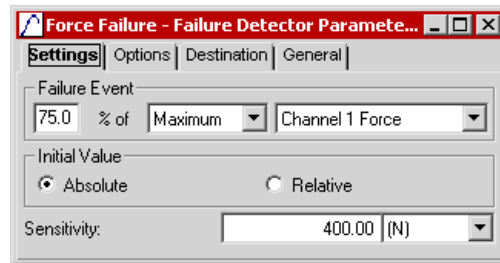 Force Failure - Failure Detector Paramete...
Settings Options Destination General
Failure Event
75.0 % of Maximum Channel 1 Force
Initial Value
Absolute Relative
Sensitivity: 400.00 (N)